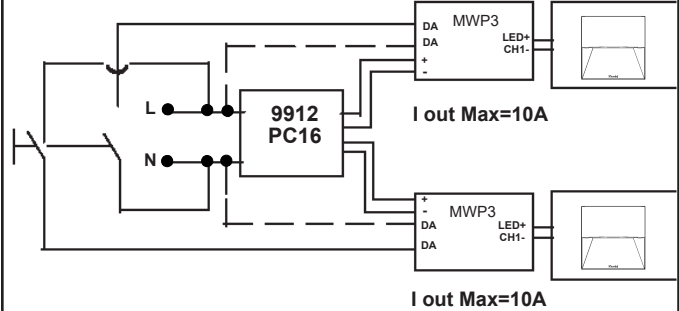 DA
DA
+
-
MWP3
LED+
CH1-
I out Max=10A
L
N
9912
PC16
+
-
DA
DA
MWP3
LED+
CH1-
I out Max=10A